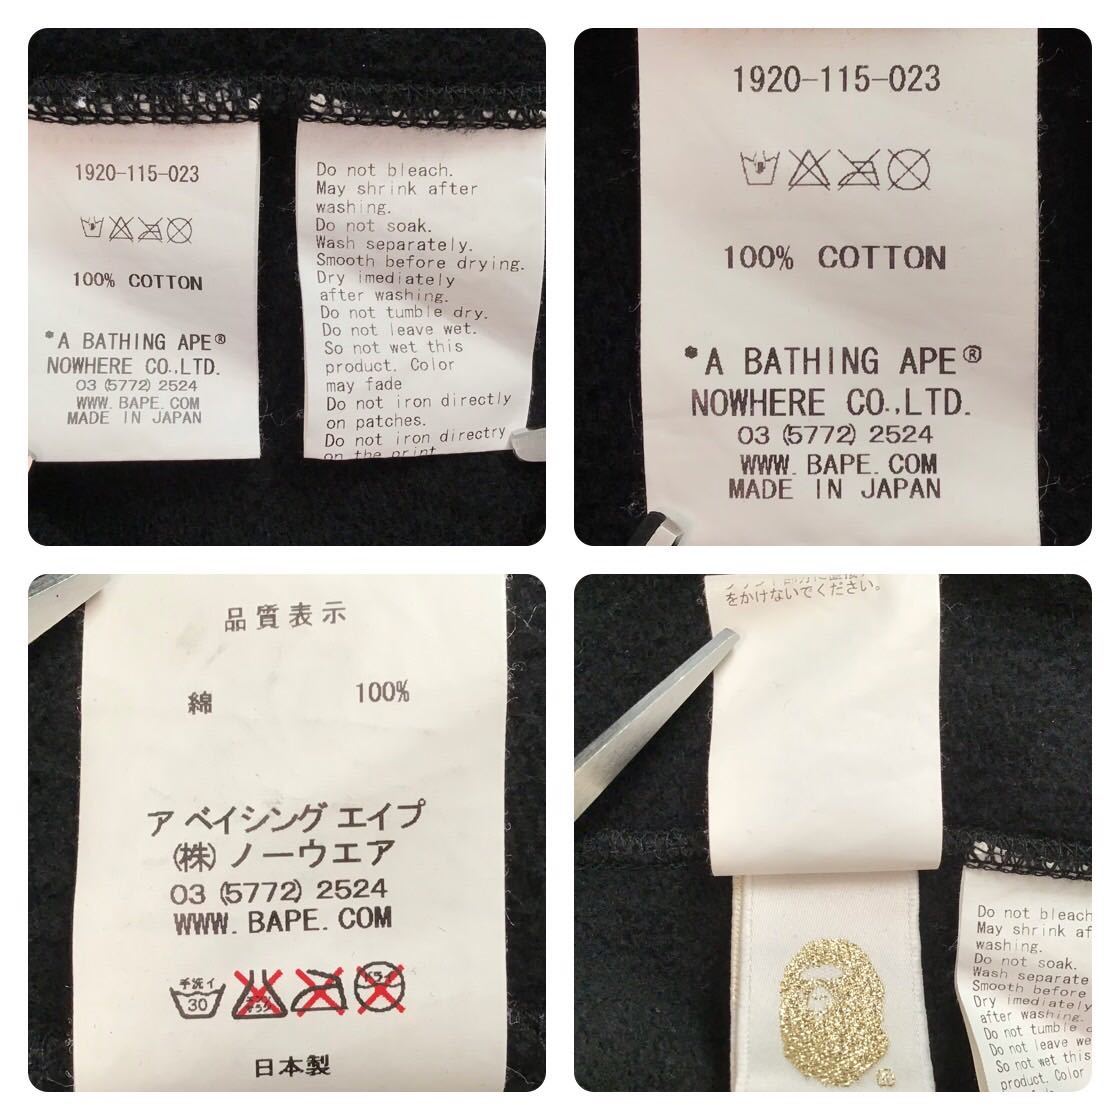 1920-115-023
100% COTTON
*A BATHING APE®
NOWHERE CO.,LTD.
03 (5772) 2524
WWW. BAPE. COM
MADE IN JAPAN
Do not bleach.
May shrink after
washing.
Do not soak.
Wash separately.
Smooth before drying.
Dry imediately
after washing.
Do not tumble dry.
Do not leave wet.
So not wet this
product. Color
may fade
Do not iron directly
on patches.
Do not iron directry
on the print
1920-115-023
100% COTTON
*A BATHING APE®
NOWHERE CO.,LTD.
03 (5772) 2524
WWW. BAPE. COM
MADE IN JAPAN
品質表示
綿 100%
ア ベイシング エイプ
(株) ノーウエア
03 (5772) 2524
WWW. BAPE. COM
手洗イ
30
ドライ
日本製
をかけないでください。
Do not bleach
May shrink af
washing.
Do not soak.
Wash separate
Smooth before
Dry imediately
after washing.
Do not tumble
Do not leave we
So not wet this
product. Color